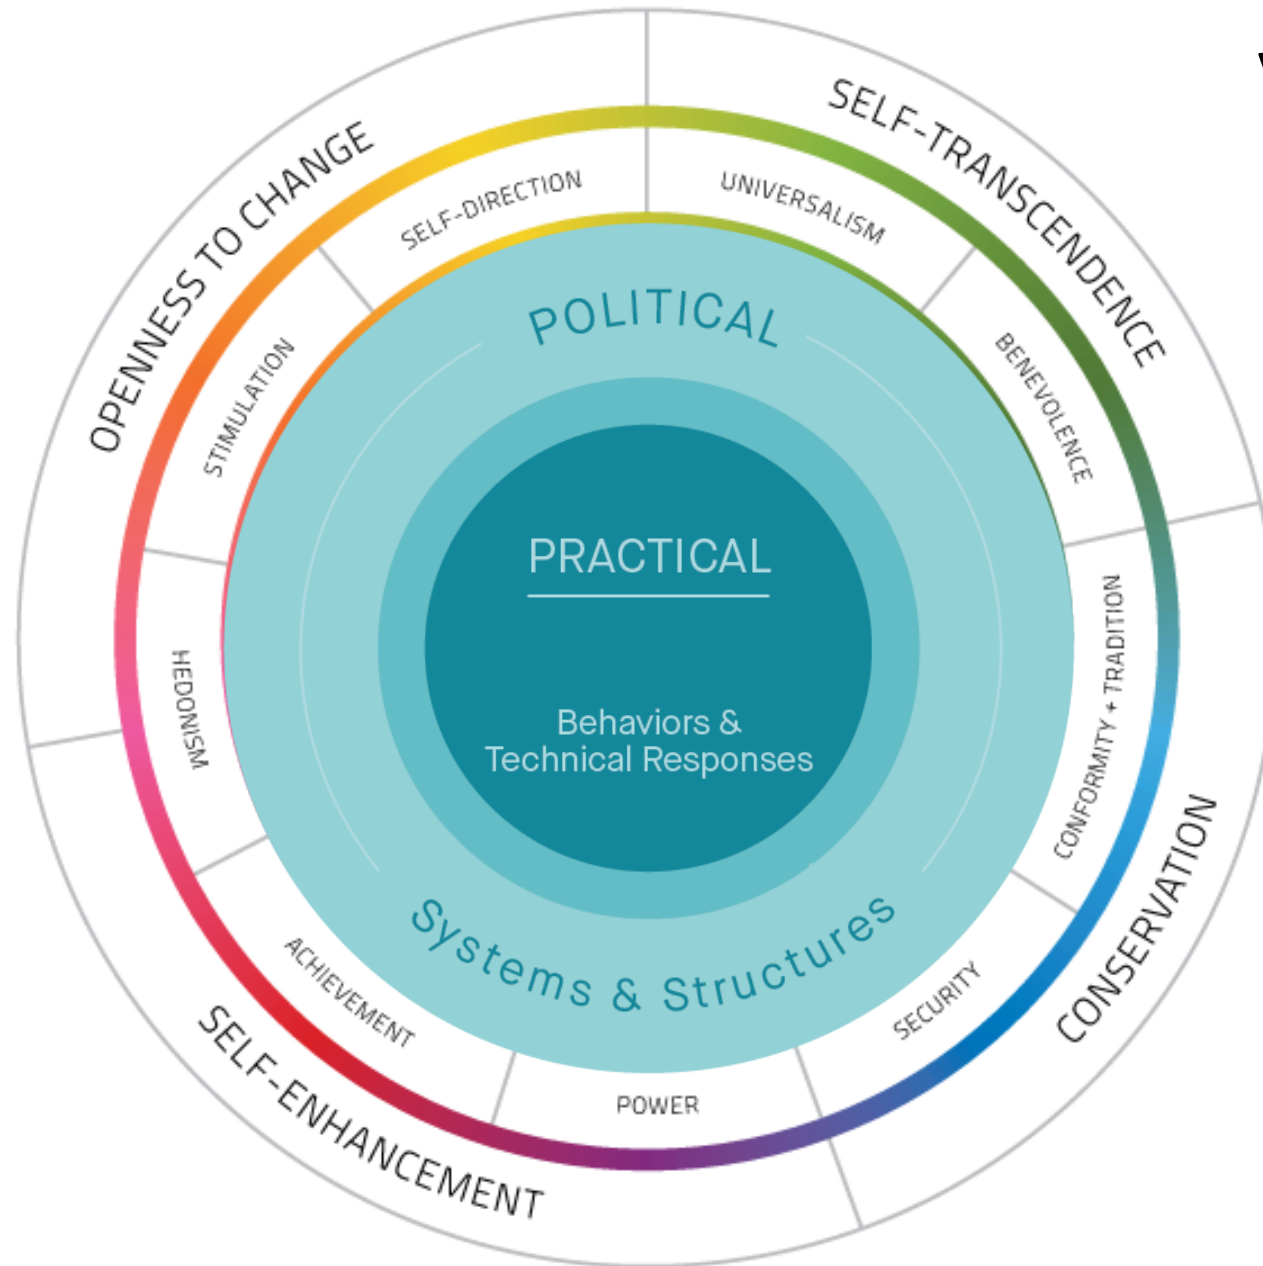 OPENNESS TO CHANGE
SELF-TRANSCENDENCE
SELF-DIRECTION
UNIVERSALISM
STIMULATION
BENEVOLENCE
POLITICAL
PRACTICAL
Behaviors &
Technical Responses
HEDONISM
CONFORMITY + TRADITION
Systems & Structures
ACHIEVEMENT
SECURITY
POWER
SELF-ENHANCEMENT
CONSERVATION